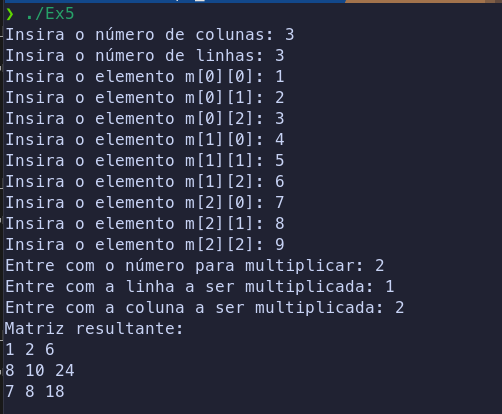 ❯ ./Ex5
Insira o número de colunas: 3
Insira o número de linhas: 3
Insira o elemento m[0][0]: 1
Insira o elemento m[0][1]: 2
Insira o elemento m[0][2]: 3
Insira o elemento m[1][0]: 4
Insira o elemento m[1][1]: 5
Insira o elemento m[1][2]: 6
Insira o elemento m[2][0]: 7
Insira o elemento m[2][1]: 8
Insira o elemento m[2][2]: 9
Entre com o número para multiplicar: 2
Entre com a linha a ser multiplicada: 1
Entre com a coluna a ser multiplicada: 2
Matriz resultante:
1 2 6
8 10 24
7 8 18